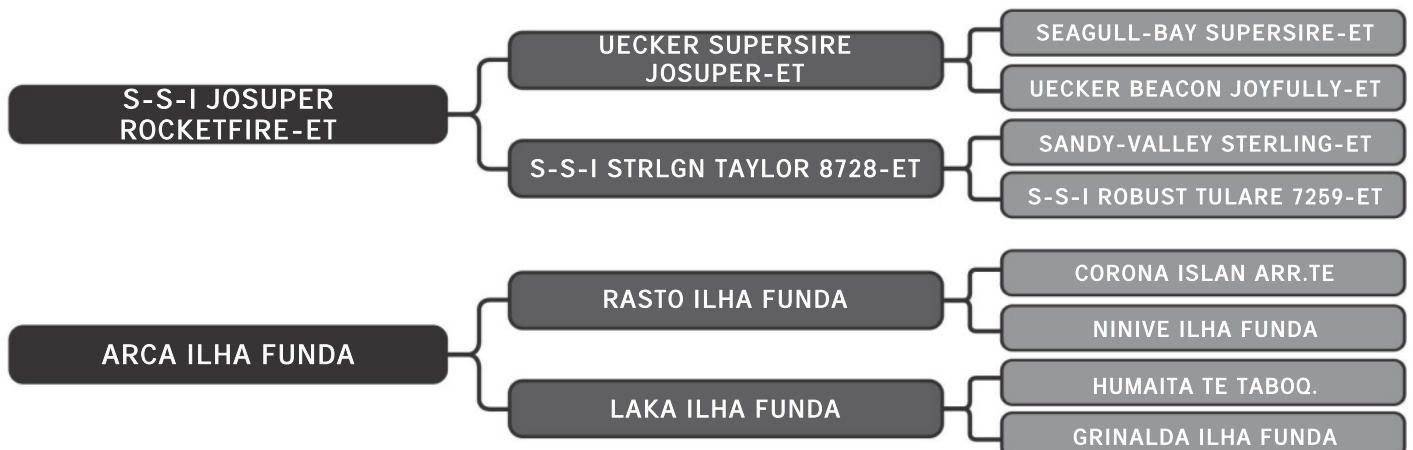 S-S-I JOSUPER
ROCKETFIRE-ET
UECKER SUPERSIRE
JOSUPER-ET
S-S-I STRLGN TAYLOR 8728-ET
SEAGULL-BAY SUPERSIRE-ET
UECKER BEACON JOYFULLY-ET
SANDY-VALLEY STERLING-ET
S-S-I ROBUST TULARE 7259-ET
ARCA ILHA FUNDA
RASTO ILHA FUNDA
LAKA ILHA FUNDA
CORONA ISLAN ARR.TE
NINIVE ILHA FUNDA
HUMAITA TE TABOQ.
GRINALDA ILHA FUNDA